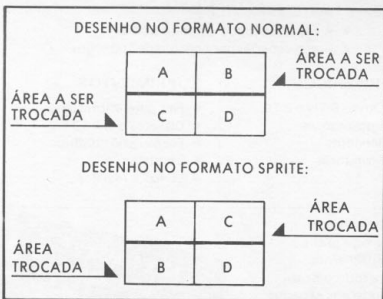 DESENHO NO FORMATO NORMAL:
A B
ÁREA A SER
TROCADA
ÁREA A SER
TROCADA
C D
DESENHO NO FORMATO SPRITE:
A C
ÁREA
TROCADA
ÁREA
TROCADA
B D